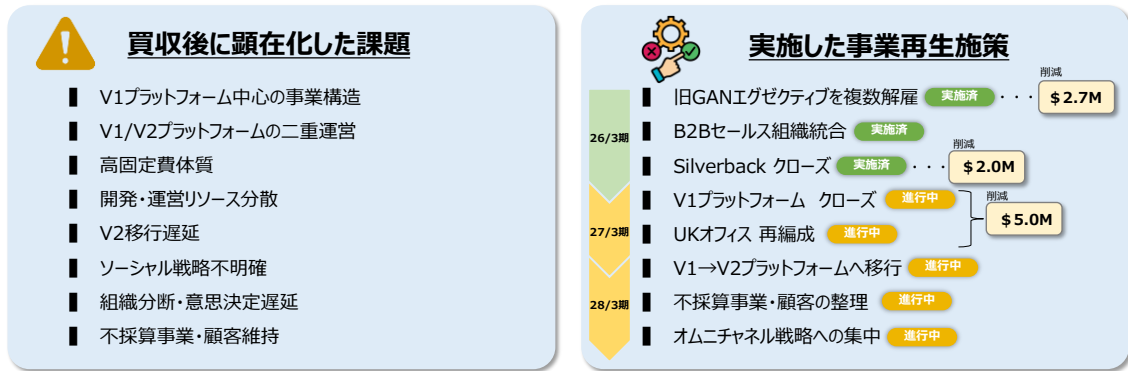 買収後に顕在化した課題
V1プラットフォーム中心の事業構造
V1/V2プラットフォームの二重運営
高固定費体質
開発・運営リソース分散
V2移行遅延
ソーシャル戦略不明確
組織分断・意思決定遅延
不採算事業・顧客維持
実施した事業再生施策
削減
旧GANエグゼクティブを複数解雇 実施済 ・・・ $2.7M
26/3期
B2Bセールス組織統合 実施済
削減
Silverback クローズ 実施済 ・・・ $2.0M
V1プラットフォーム クローズ 進行中
削減
$5.0M
27/3期
UKオフィス 再編成 進行中
V1→V2プラットフォームへ移行 進行中
28/3期
不採算事業・顧客の整理 進行中
オムニチャネル戦略への集中 進行中